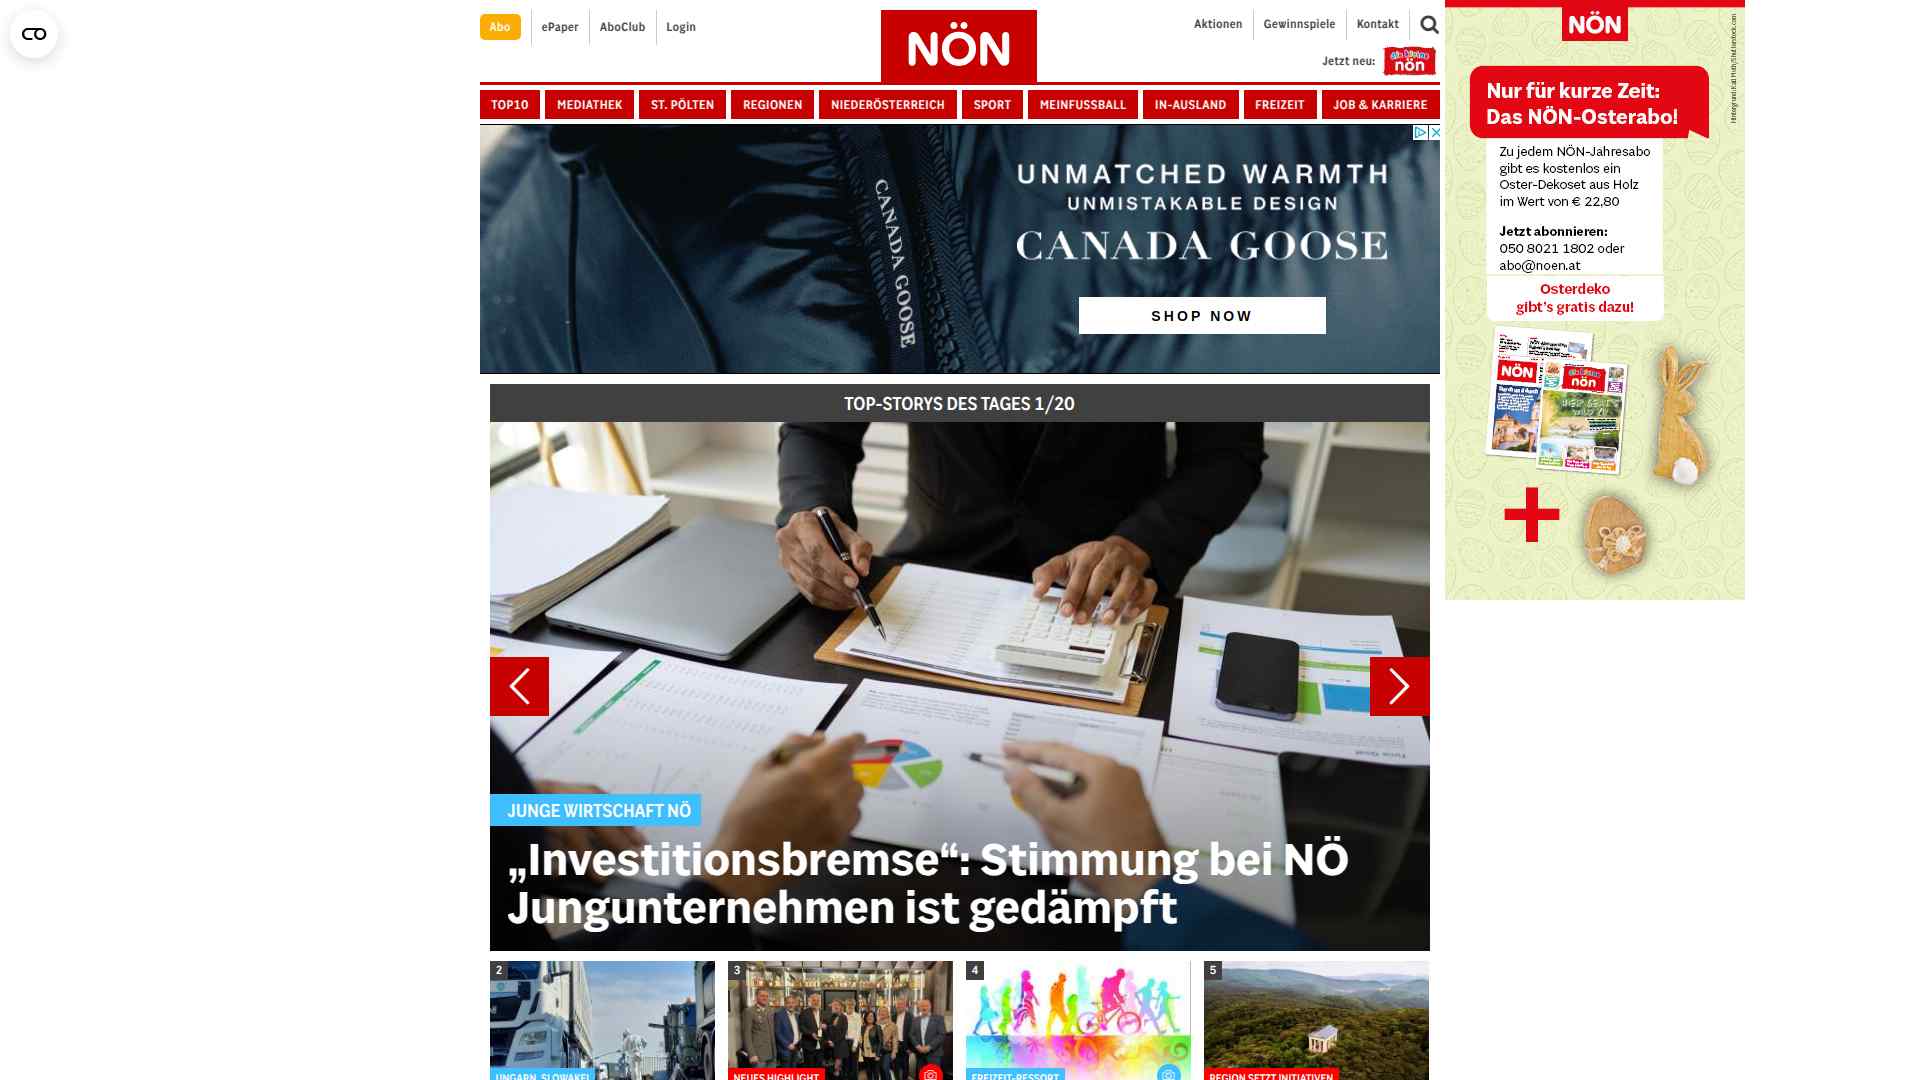 Abo
ePaper
AboClub
Login
NÖN
Aktionen
Gewinnspiele
Kontakt
Jetzt neu:
die kleine
nön
TOP10
MEDIATHEK
ST. PÖLTEN
REGIONEN
NIEDERÖSTERREICH
SPORT
MEINFUSSBALL
IN-AUSLAND
FREIZEIT
JOB & KARRIERE
CANADA GOOSE
UNMATCHED WARMTH
UNMISTAKABLE DESIGN
CANADA GOOSE
SHOP NOW
TOP-STORYS DES TAGES 1/20
JUNGE WIRTSCHAFT NÖ
„Investitionsbremse“: Stimmung bei NÖ
Jungunternehmen ist gedämpft
2
UNGARN, SLOWAKEI
3
NEUES HIGHLIGHT
4
FREIZEIT-RESSORT
5
REGION SETZT INITIATIVEN
NÖN
Nur für kurze Zeit:
Das NÖN-Osterabo!
Zu jedem NÖN-Jahresabo
gibt es kostenlos ein
Oster-Dekoset aus Holz
im Wert von € 22,80
Jetzt abonnieren:
050 8021 1802 oder
abo@noen.at
Osterdeko
gibt's gratis dazu!
NÖN
die kleine
nön